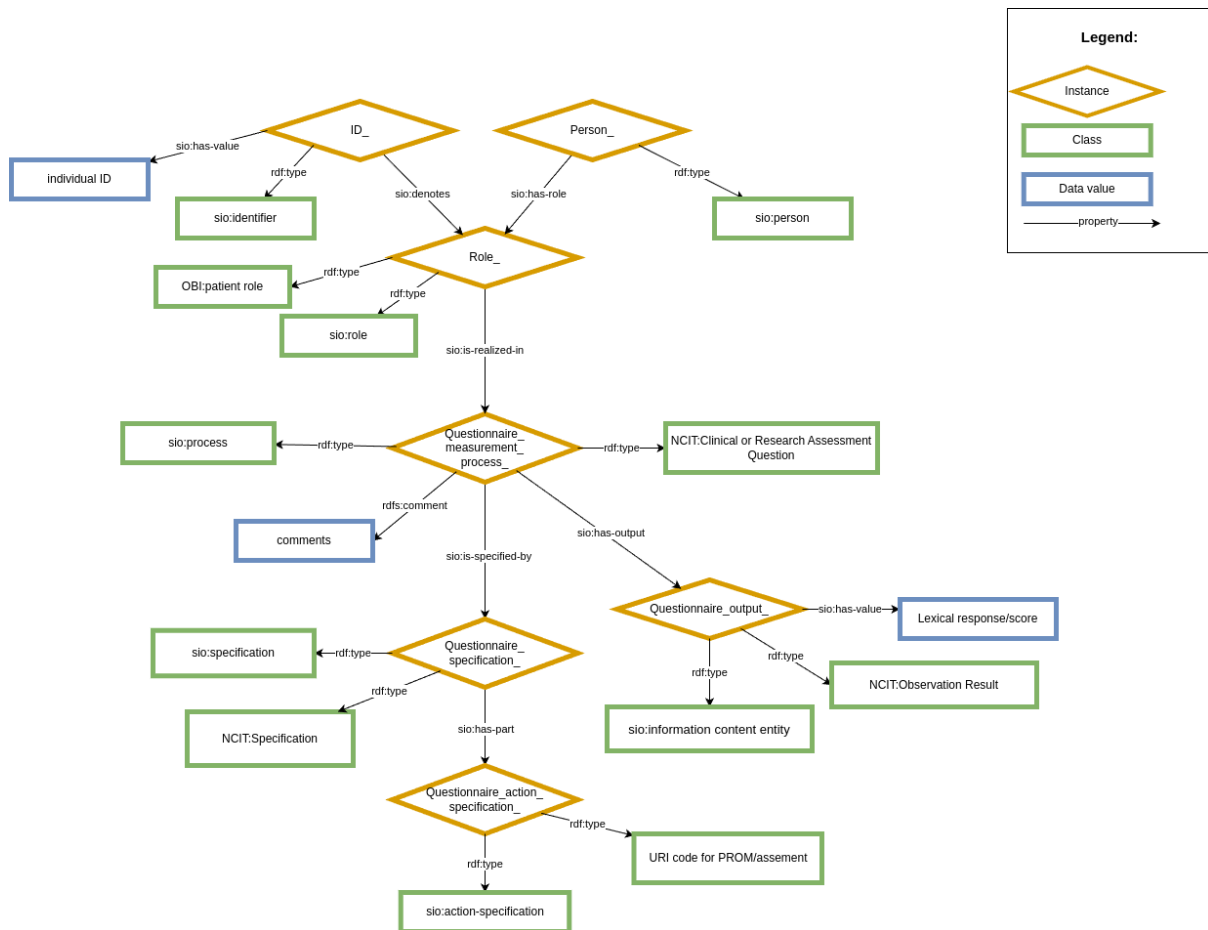 Legend:
Instance
Class
Data value
property
ID_
Person_
sio:has-value
individual ID
rdf:type
sio:identifier
sio:denotes
sio:has-role
rdf:type
sio:person
Role_
rdf:type
OBI:patient role
rdf:type
sio:role
sio:is-realized-in
Questionnaire_
measurement_
process_
rdf:type
sio:process
rdf:type
NCIT:Clinical or Research Assessment
Question
rdfs:comment
comments
sio:is-specified-by
sio:has-output
Questionnaire_output_
sio:has-value
Lexical response/score
rdf:type
NCIT:Observation Result
rdf:type
sio:information content entity
Questionnaire_
specification_
rdf:type
sio:specification
rdf:type
NCIT:Specification
sio:has-part
Questionnaire_action_
specification_
rdf:type
URI code for PROM/assement
rdf:type
sio:action-specification